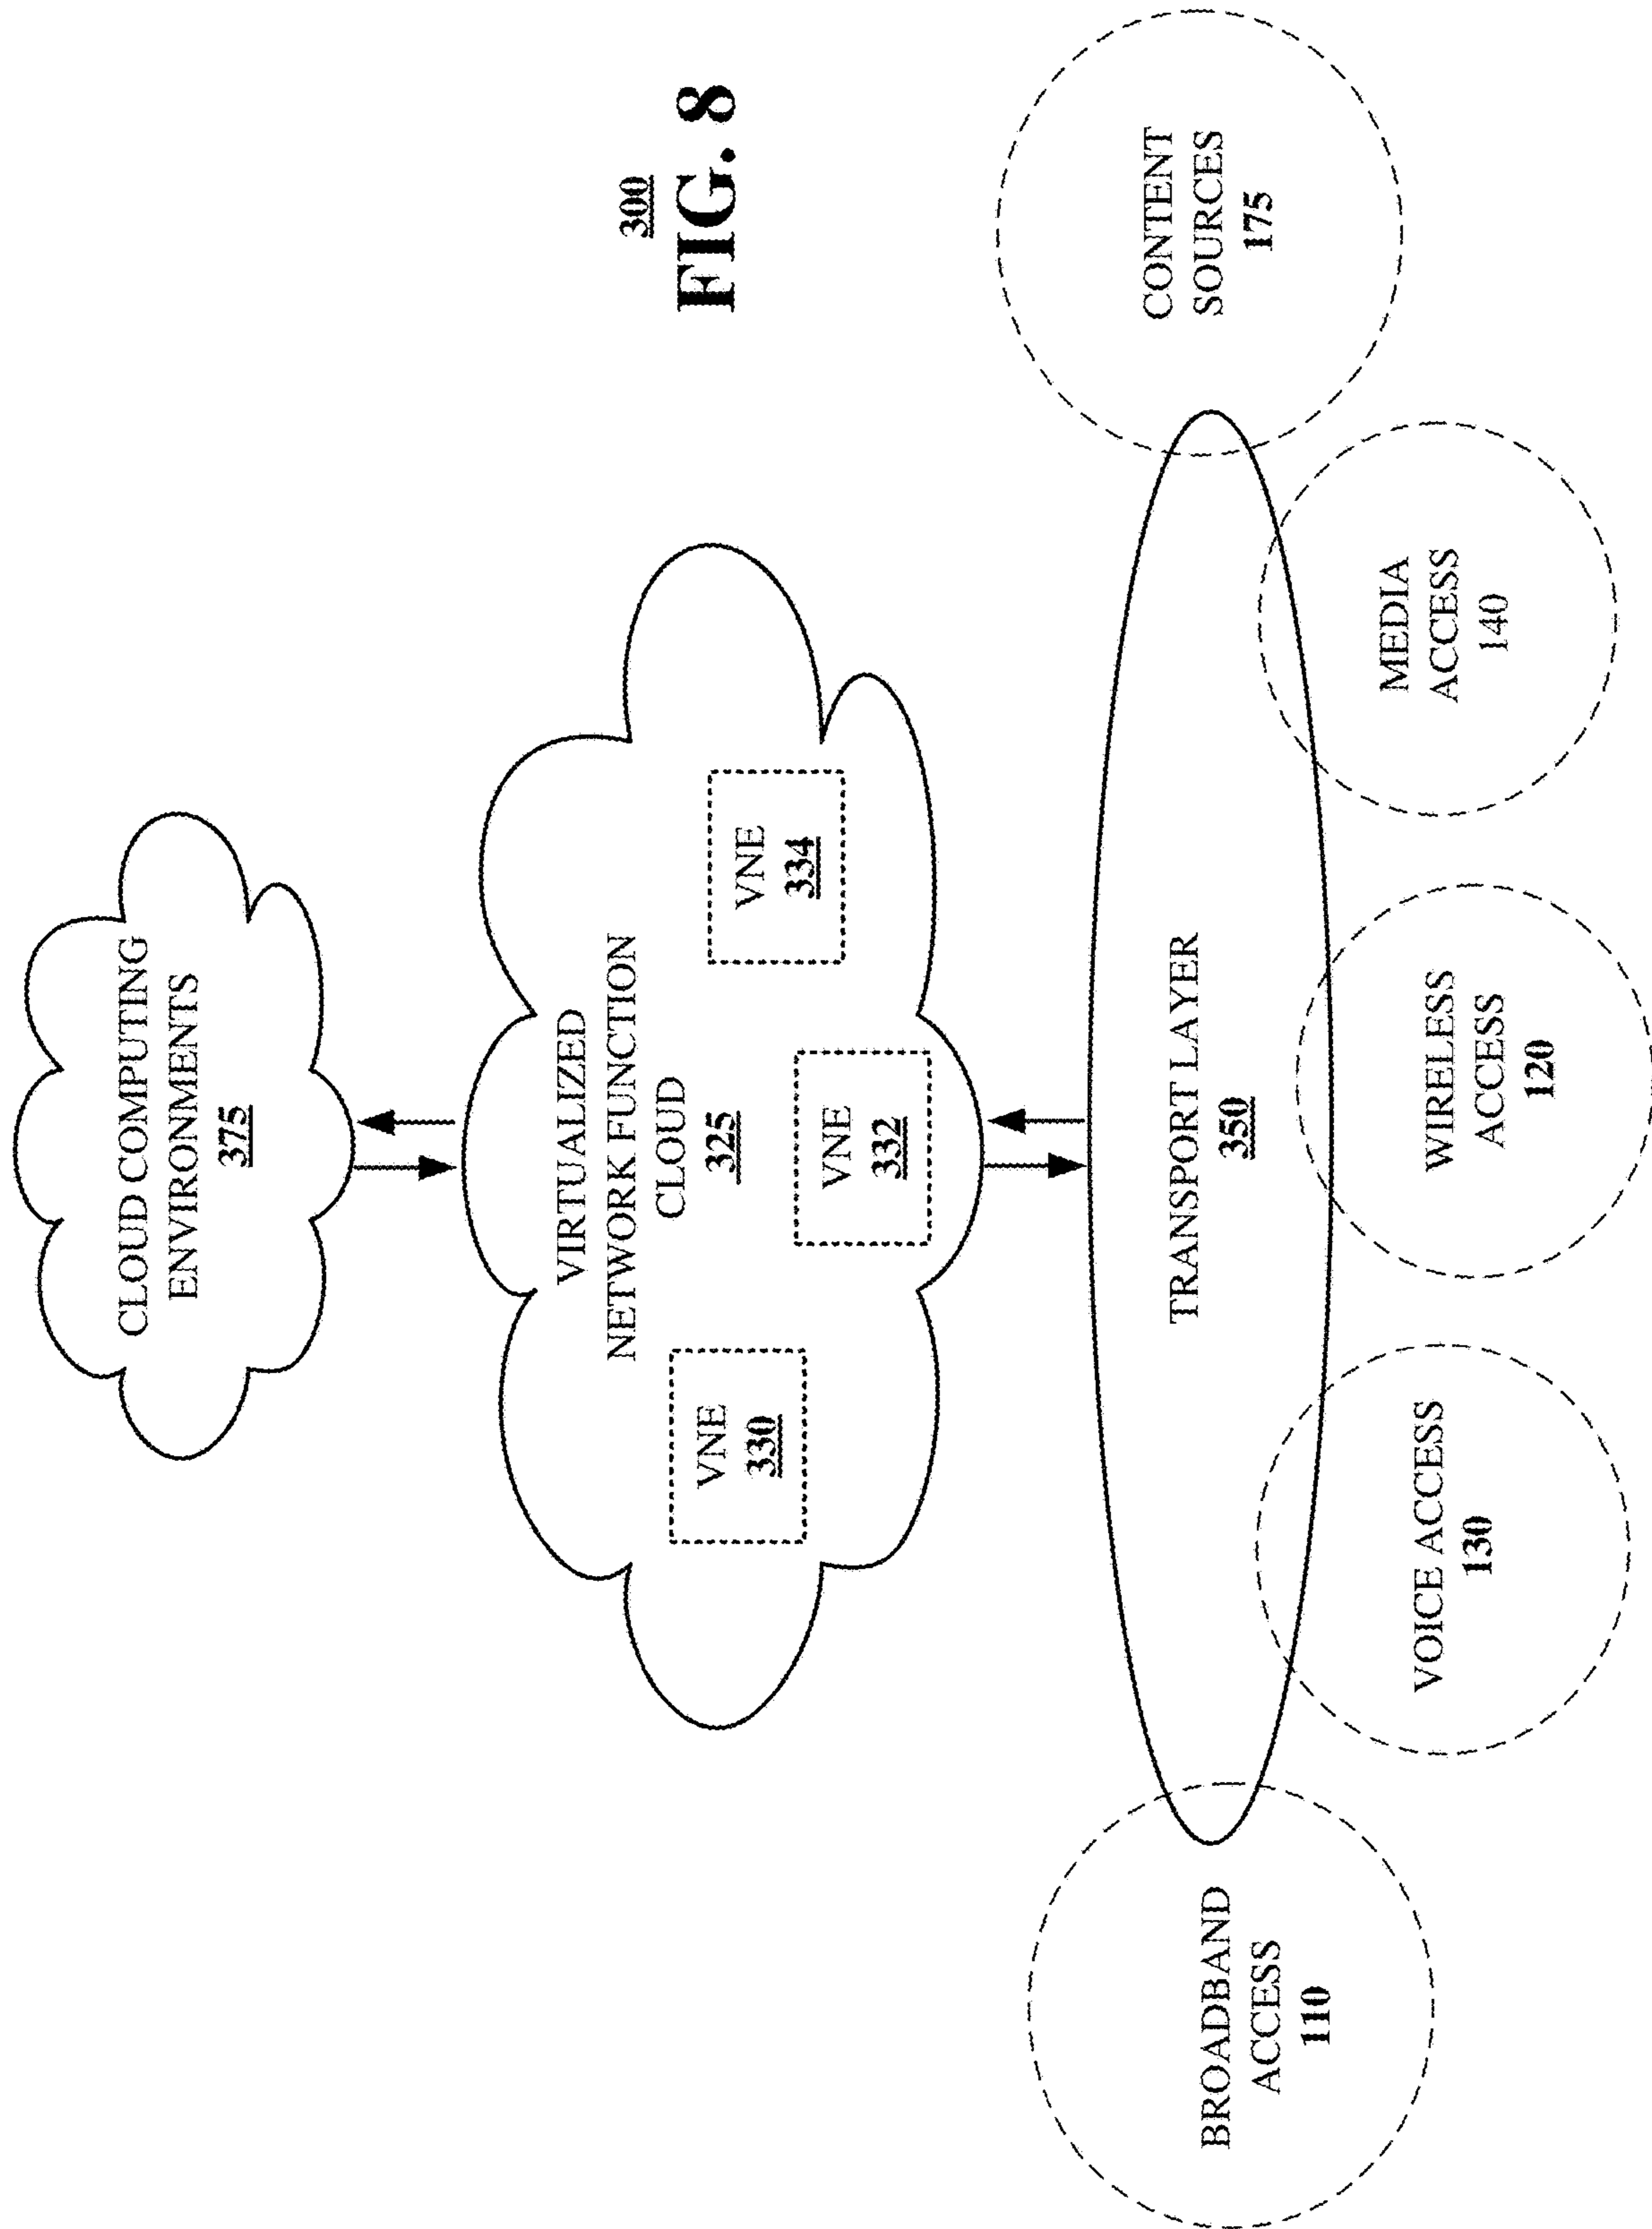 CLOUD COMPUTING
ENVIRONMENTS
375
VIRTUALIZED
NETWORK FUNCTION
CLOUD
325
VNE
330
VNE
332
VNE
334
TRANSPORT LAYER
350
BROADBAND
ACCESS
110
VOICE ACCESS
130
WIRELESS
ACCESS
120
MEDIA
ACCESS
140
CONTENT
SOURCES
175
300
FIG. 8